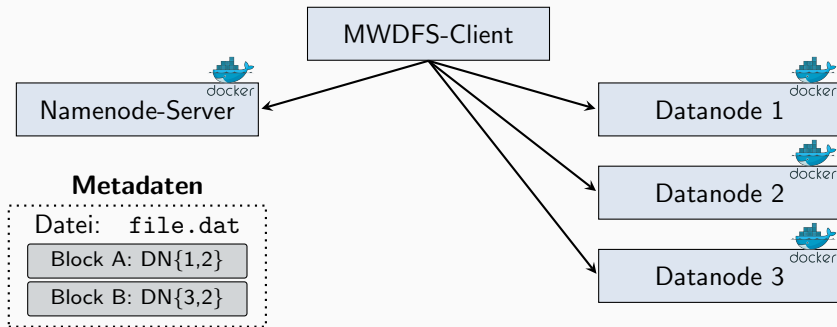 MWDFS-Client
docker
Namenode-Server
docker
Datanode 1
docker
Datanode 2
docker
Datanode 3
Metadaten
Datei: file.dat
Block A: DN{1,2}
Block B: DN{3,2}